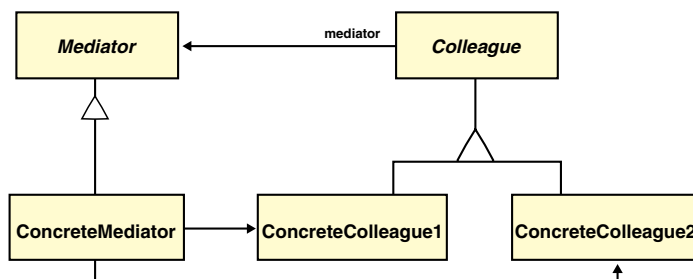 mediator
Mediator
Colleague
ConcreteMediator
ConcreteColleague1
ConcreteColleague2